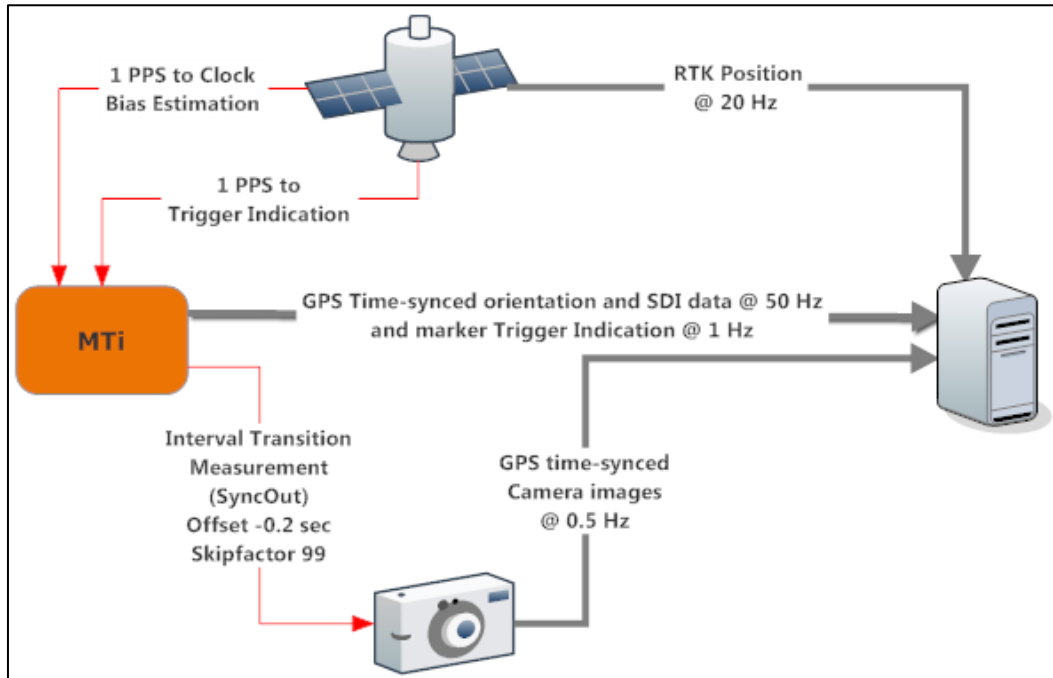 1 PPS to Clock
Bias Estimation
RTK Position
@ 20 Hz
1 PPS to
Trigger Indication
GPS Time-synced orientation and SDI data @ 50 Hz
and marker Trigger Indication @ 1 Hz
MTi
Interval Transition
Measurement
(SyncOut)
Offset -0.2 sec
Skipfactor 99
GPS time-synced
Camera images
@ 0.5 Hz